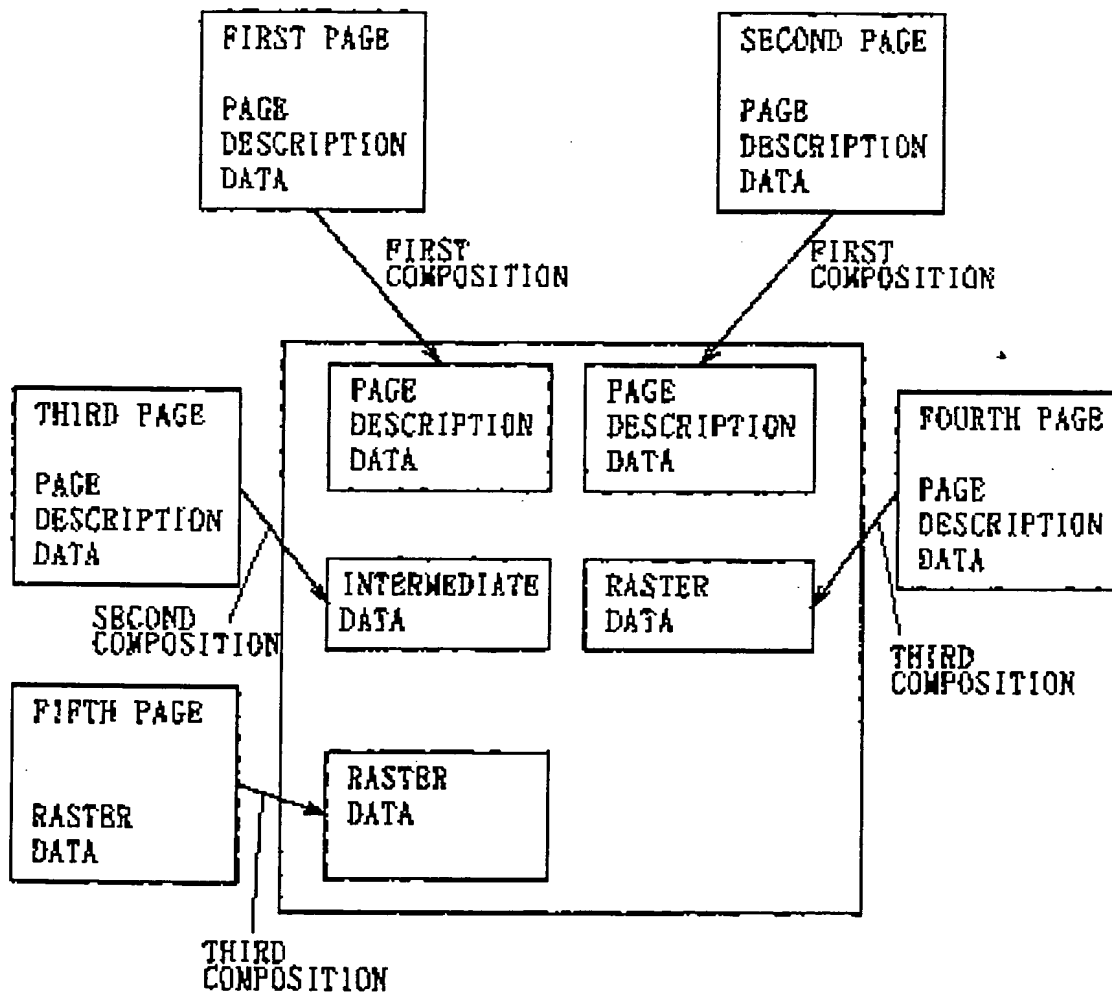 FIRST PAGE
PAGE
DESCRIPTION
DATA
SECOND PAGE
PAGE
DESCRIPTION
DATA
FIRST
COMPOSITION
FIRST
COMPOSITION
THIRD PAGE
PAGE
DESCRIPTION
DATA
PAGE
DESCRIPTION
DATA
PAGE
DESCRIPTION
DATA
FOURTH PAGE
PAGE
DESCRIPTION
DATA
SECOND
COMPOSITION
INTERMEDIATE
DATA
RASTER
DATA
THIRD
COMPOSITION
FIFTH PAGE
RASTER
DATA
RASTER
DATA
THIRD
COMPOSITION